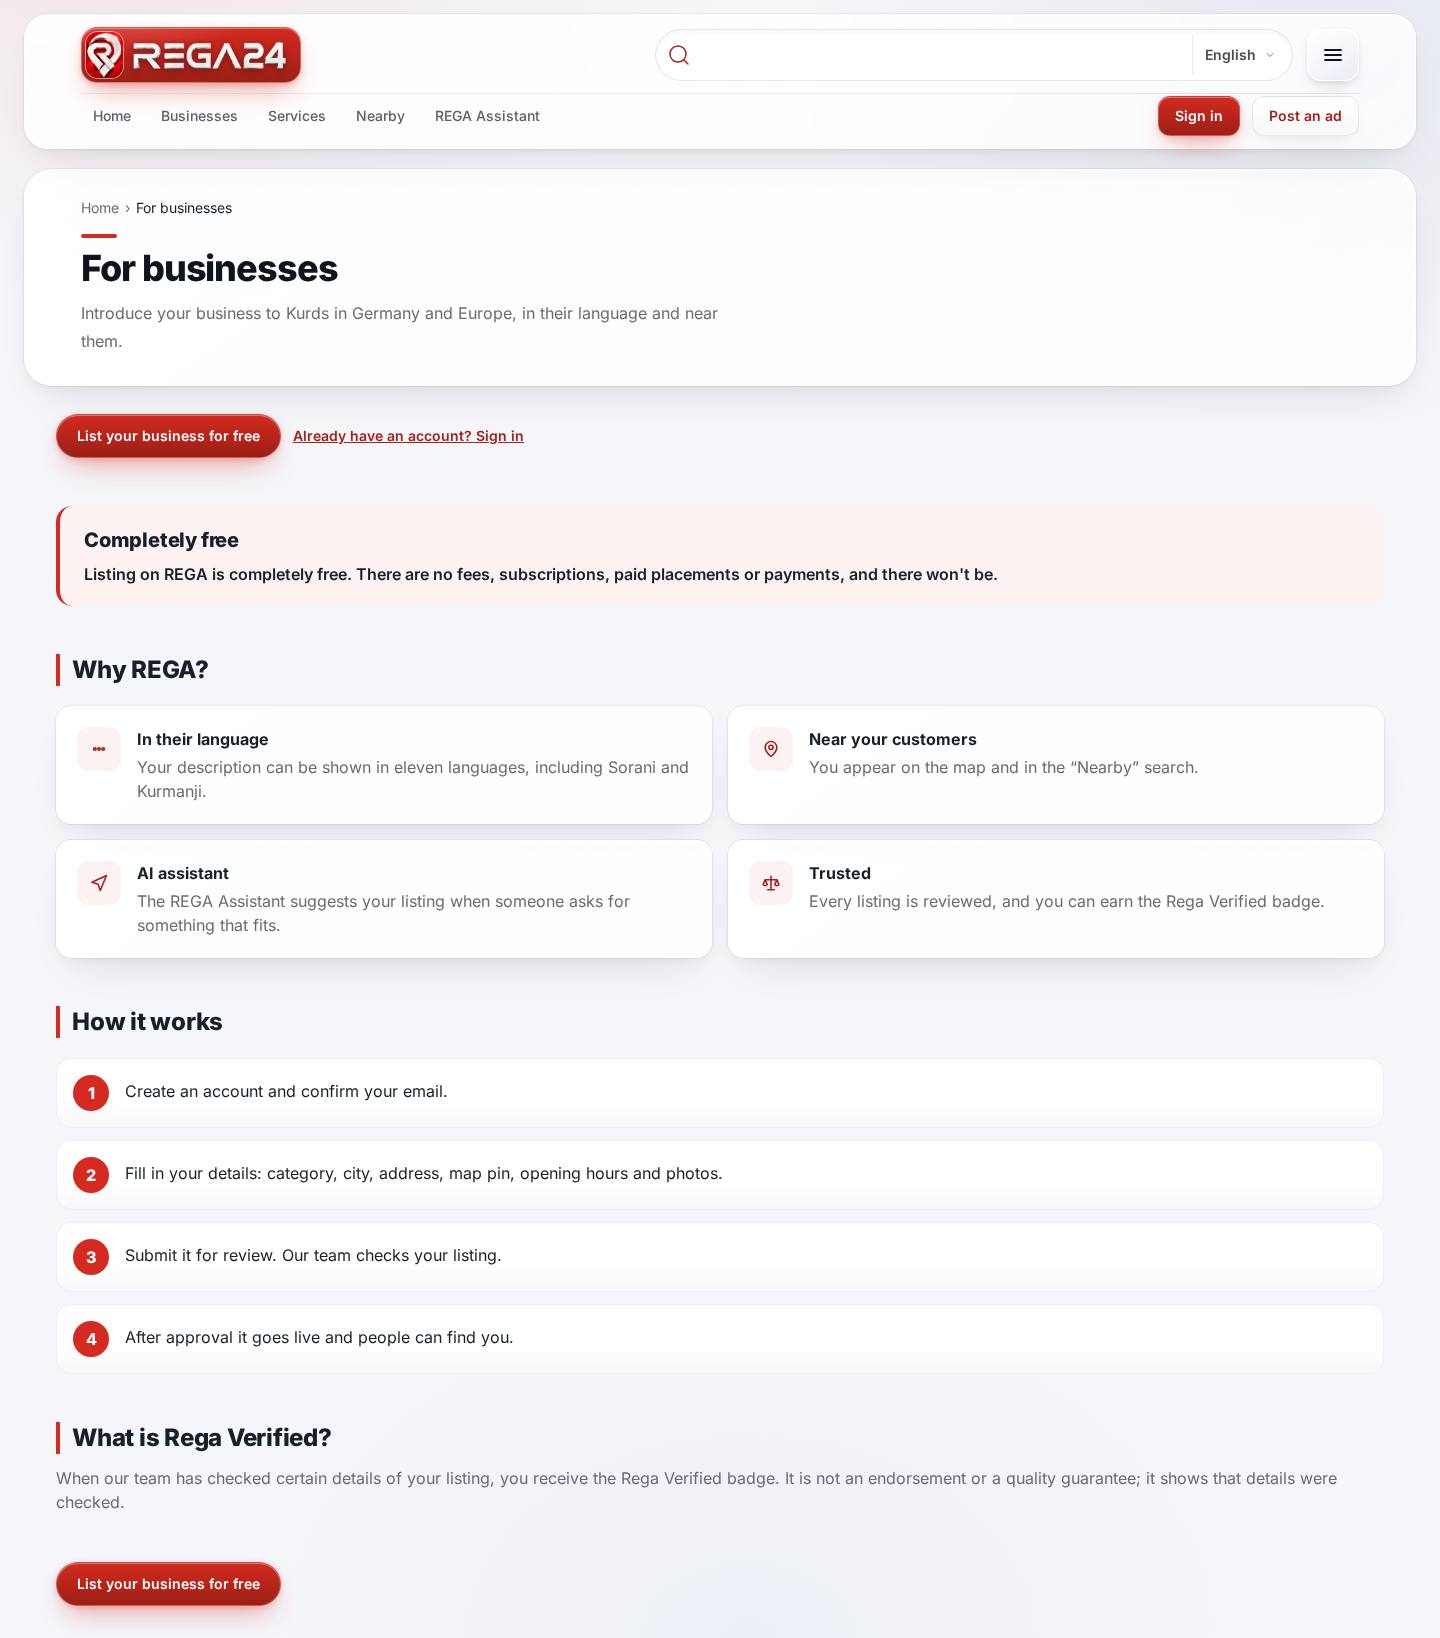 REGA24
English
Home
Businesses
Services
Nearby
REGA Assistant
Sign in
Post an ad
Home › For businesses
For businesses
Introduce your business to Kurds in Germany and Europe, in their language and near
them.
List your business for free
Already have an account? Sign in
Completely free
Listing on REGA is completely free. There are no fees, subscriptions, paid placements or payments, and there won't be.
Why REGA?
In their language
Your description can be shown in eleven languages, including Sorani and
Kurmanji.
Near your customers
You appear on the map and in the “Nearby” search.
AI assistant
The REGA Assistant suggests your listing when someone asks for
something that fits.
Trusted
Every listing is reviewed, and you can earn the Rega Verified badge.
How it works
1
Create an account and confirm your email.
2
Fill in your details: category, city, address, map pin, opening hours and photos.
3
Submit it for review. Our team checks your listing.
4
After approval it goes live and people can find you.
What is Rega Verified?
When our team has checked certain details of your listing, you receive the Rega Verified badge. It is not an endorsement or a quality guarantee; it shows that details were
checked.
List your business for free